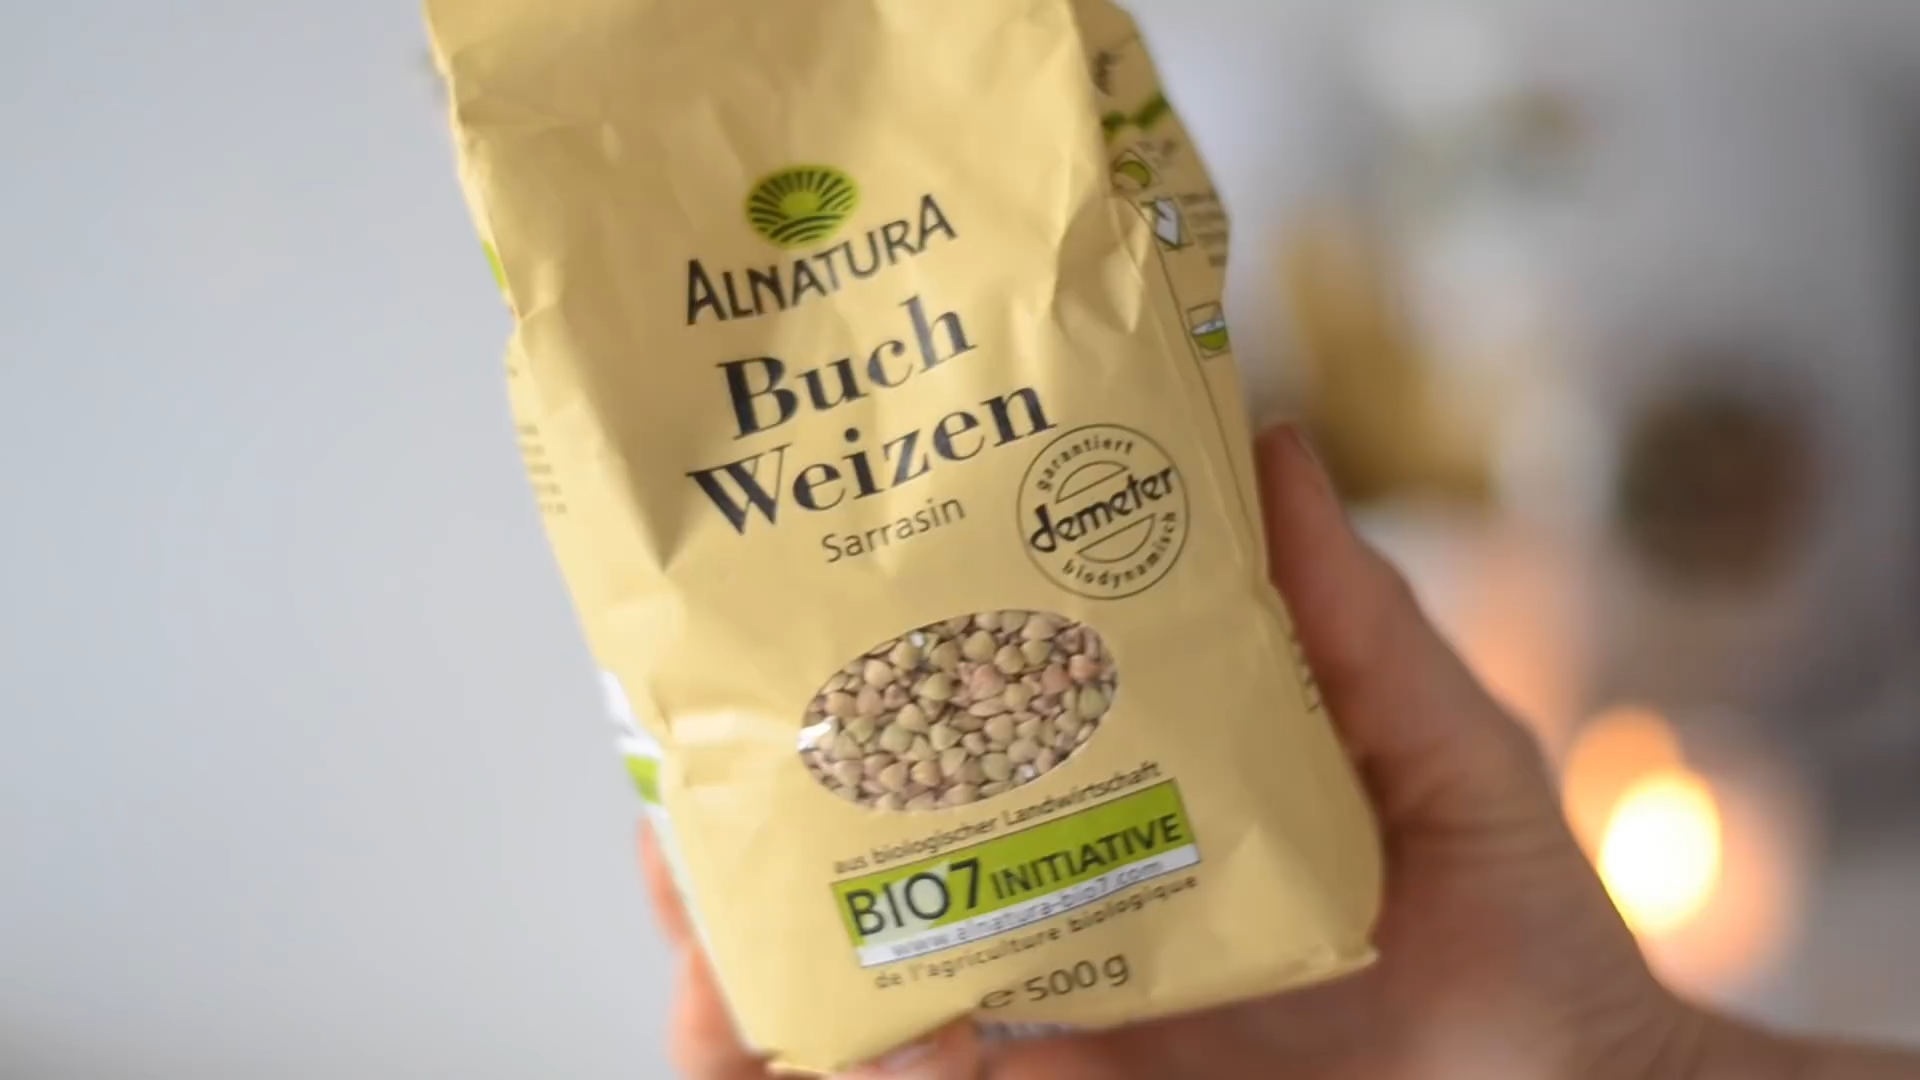 ALNATURA
Buch
Weizen
Sarrasin
garantiert
demeter
biodynamisch
aus biologischer Landwirtschaft
BIO7 INITIATIVE
www.alnatura-bio7.com
de l'agriculture biologique
e 500 g